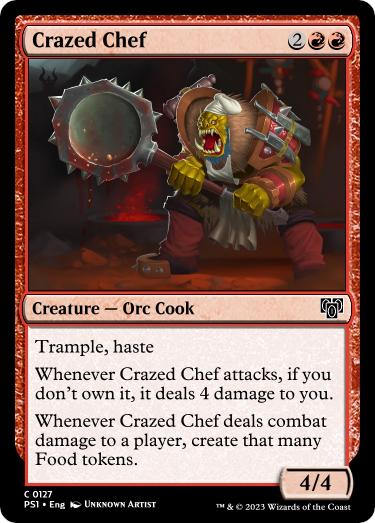 Crazed Chef 2
Creature — Orc Cook
Trample, haste
Whenever Crazed Chef attacks, if you
don't own it, it deals 4 damage to you.
Whenever Crazed Chef deals combat
damage to a player, create that many
Food tokens.
4/4
C 0127
PS1 • Eng Unknown Artist
™ & © 2023 Wizards of the Coast